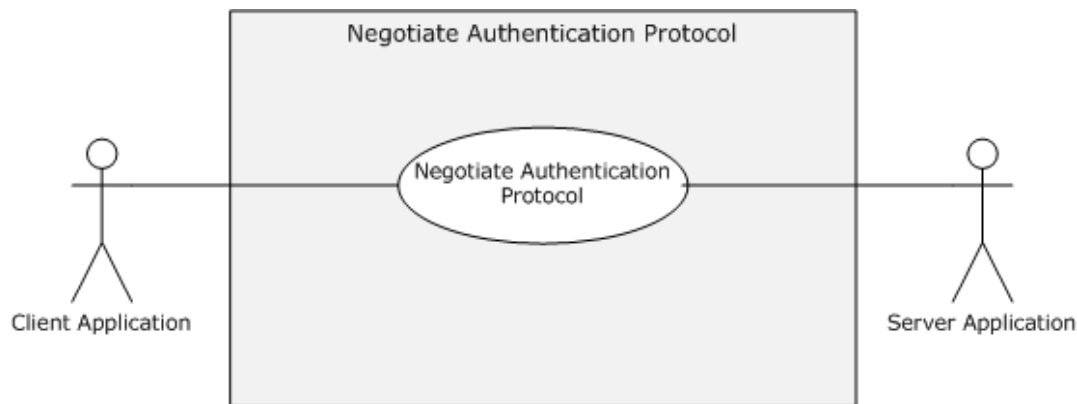 Negotiate Authentication Protocol
Negotiate Authentication
Protocol
Client Application
Server Application